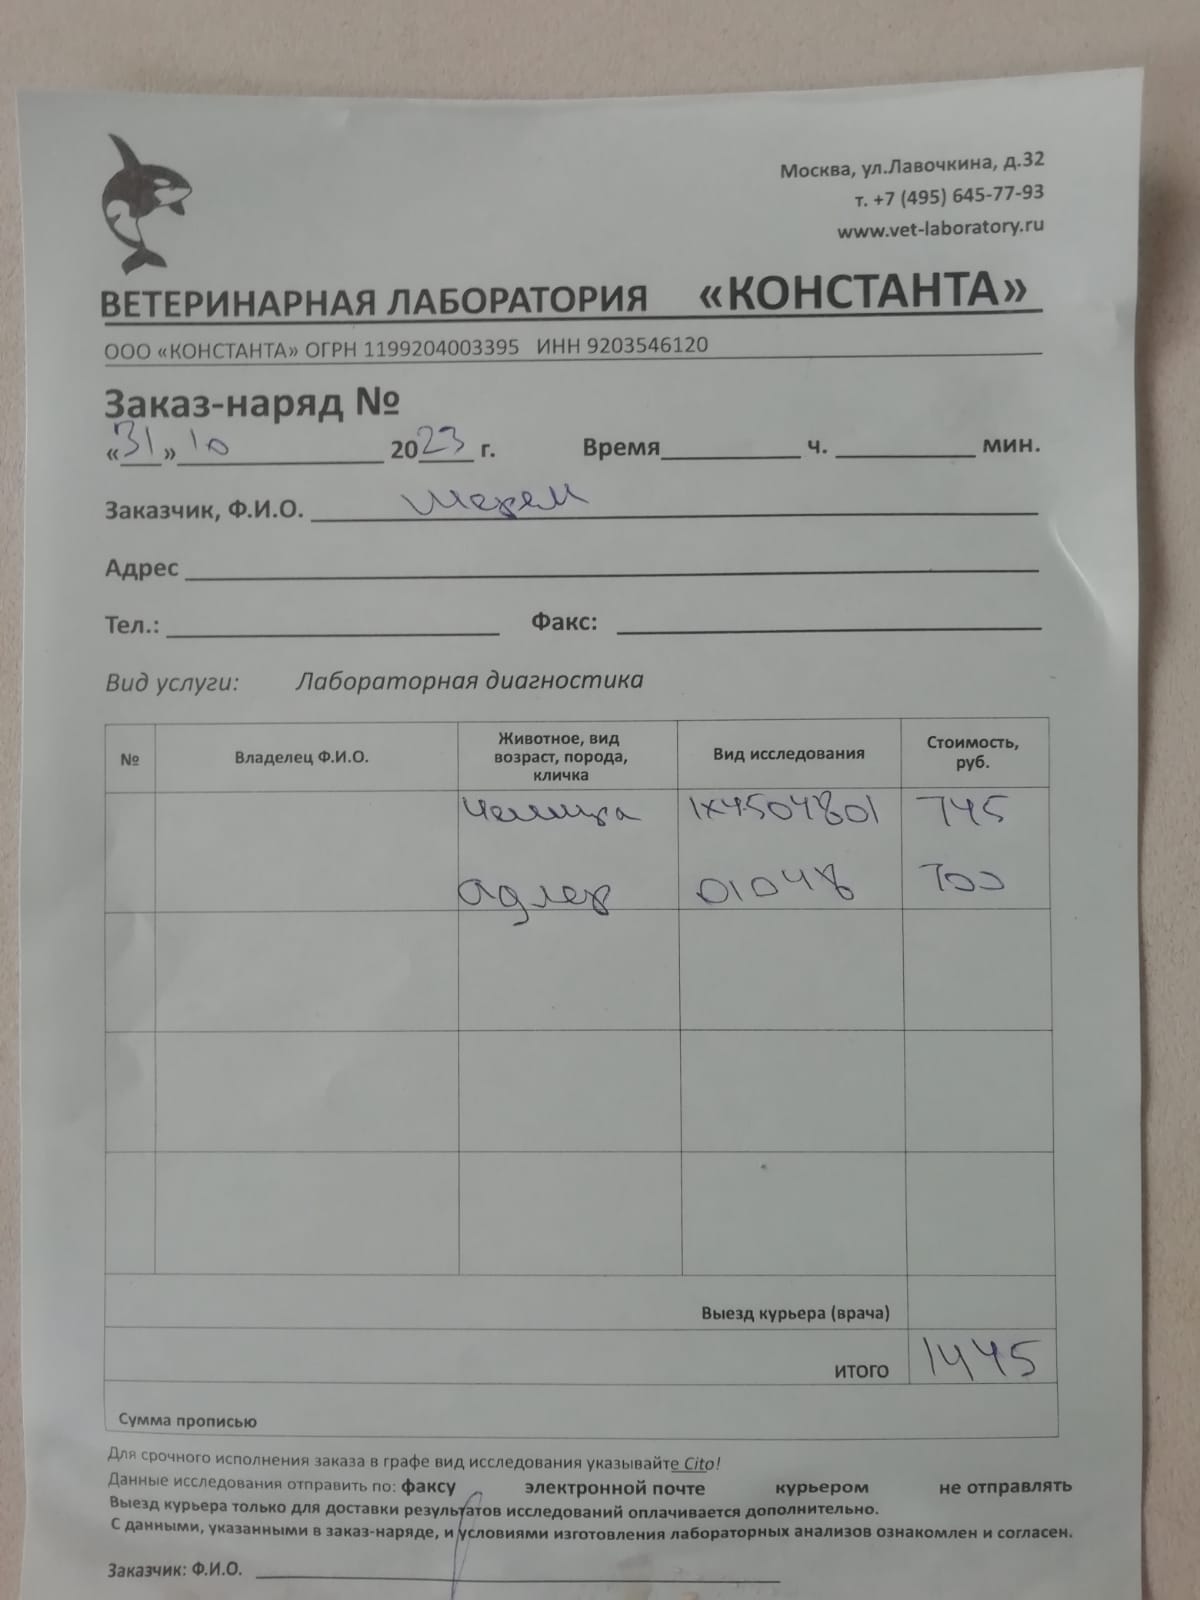 Москва, ул.Лавочкина, д.32
т. +7 (495) 645-77-93
www.vet-laboratory.ru
ВЕТЕРИНАРНАЯ ЛАБОРАТОРИЯ «КОНСТАНТА»
ООО «КОНСТАНТА» ОГРН 1199204003395 ИНН 9203546120
Заказ-наряд №
«31» 10 2023 г. Время ч. мин.
Заказчик, Ф.И.О.
Адрес
Тел.: Факс:
Вид услуги: Лабораторная диагностика
№ Владелец Ф.И.О. Животное, вид возраст, порода, кличка Вид исследования Стоимость, руб.
745
Адлер 01048 700
Выезд курьера (врача)
итого 1445
Сумма прописью
Для срочного исполнения заказа в графе вид исследования указывайте Cito!
Данные исследования отправить по: факсу электронной почте курьером не отправлять
Выезд курьера только для доставки результатов исследований оплачивается дополнительно.
С данными, указанными в заказ-наряде, и условиями изготовления лабораторных анализов ознакомлен и согласен.
Заказчик: Ф.И.О.